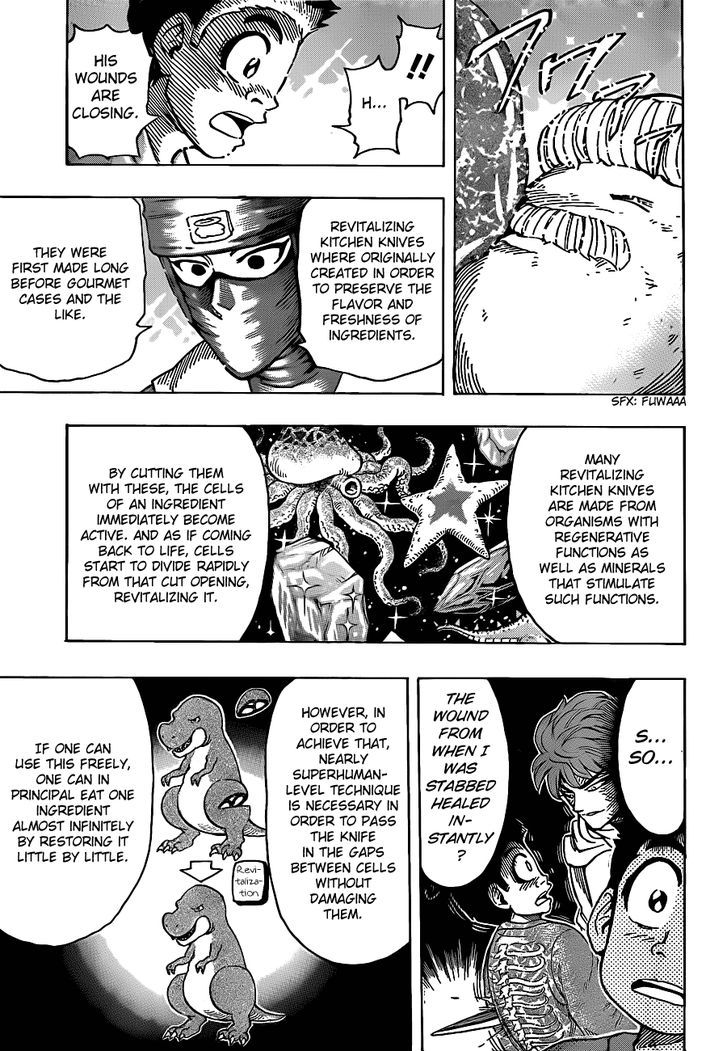 フワアァ
SFX: FUWAAA
!!
H...
HIS
WOUNDS
ARE
CLOSING.
REVITALIZING
KITCHEN KNIVES
WHERE ORIGINALLY
CREATED IN ORDER
TO PRESERVE THE
FLAVOR AND
FRESHNESS OF
INGREDIENTS.
THEY WERE
FIRST MADE LONG
BEFORE GOURMET
CASES AND THE
LIKE.
MANY
REVITALIZING
KITCHEN KNIVES
ARE MADE FROM
ORGANISMS WITH
REGENERATIVE
FUNCTIONS AS
WELL AS MINERALS
THAT STIMULATE
SUCH FUNCTIONS.
BY CUTTING THEM
WITH THESE, THE CELLS
OF AN INGREDIENT
IMMEDIATELY BECOME
ACTIVE. AND AS IF COMING
BACK TO LIFE, CELLS
START TO DIVIDE RAPIDLY
FROM THAT CUT OPENING,
REVITALIZING IT.
S...
SO...
THE
WOUND
FROM
WHEN I
WAS
STABBED
HEALED
IN-
STANTLY
?
HOWEVER, IN
ORDER TO
ACHIEVE THAT,
NEARLY
SUPERHUMAN-
LEVEL TECHNIQUE
IS NECESSARY IN
ORDER TO PASS
THE KNIFE
IN THE GAPS
BETWEEN CELLS
WITHOUT
DAMAGING
THEM.
Revi-
taliza-
tion
IF ONE CAN
USE THIS FREELY,
ONE CAN IN
PRINCIPAL EAT ONE
INGREDIENT
ALMOST INFINITELY
BY RESTORING IT
LITTLE BY LITTLE.